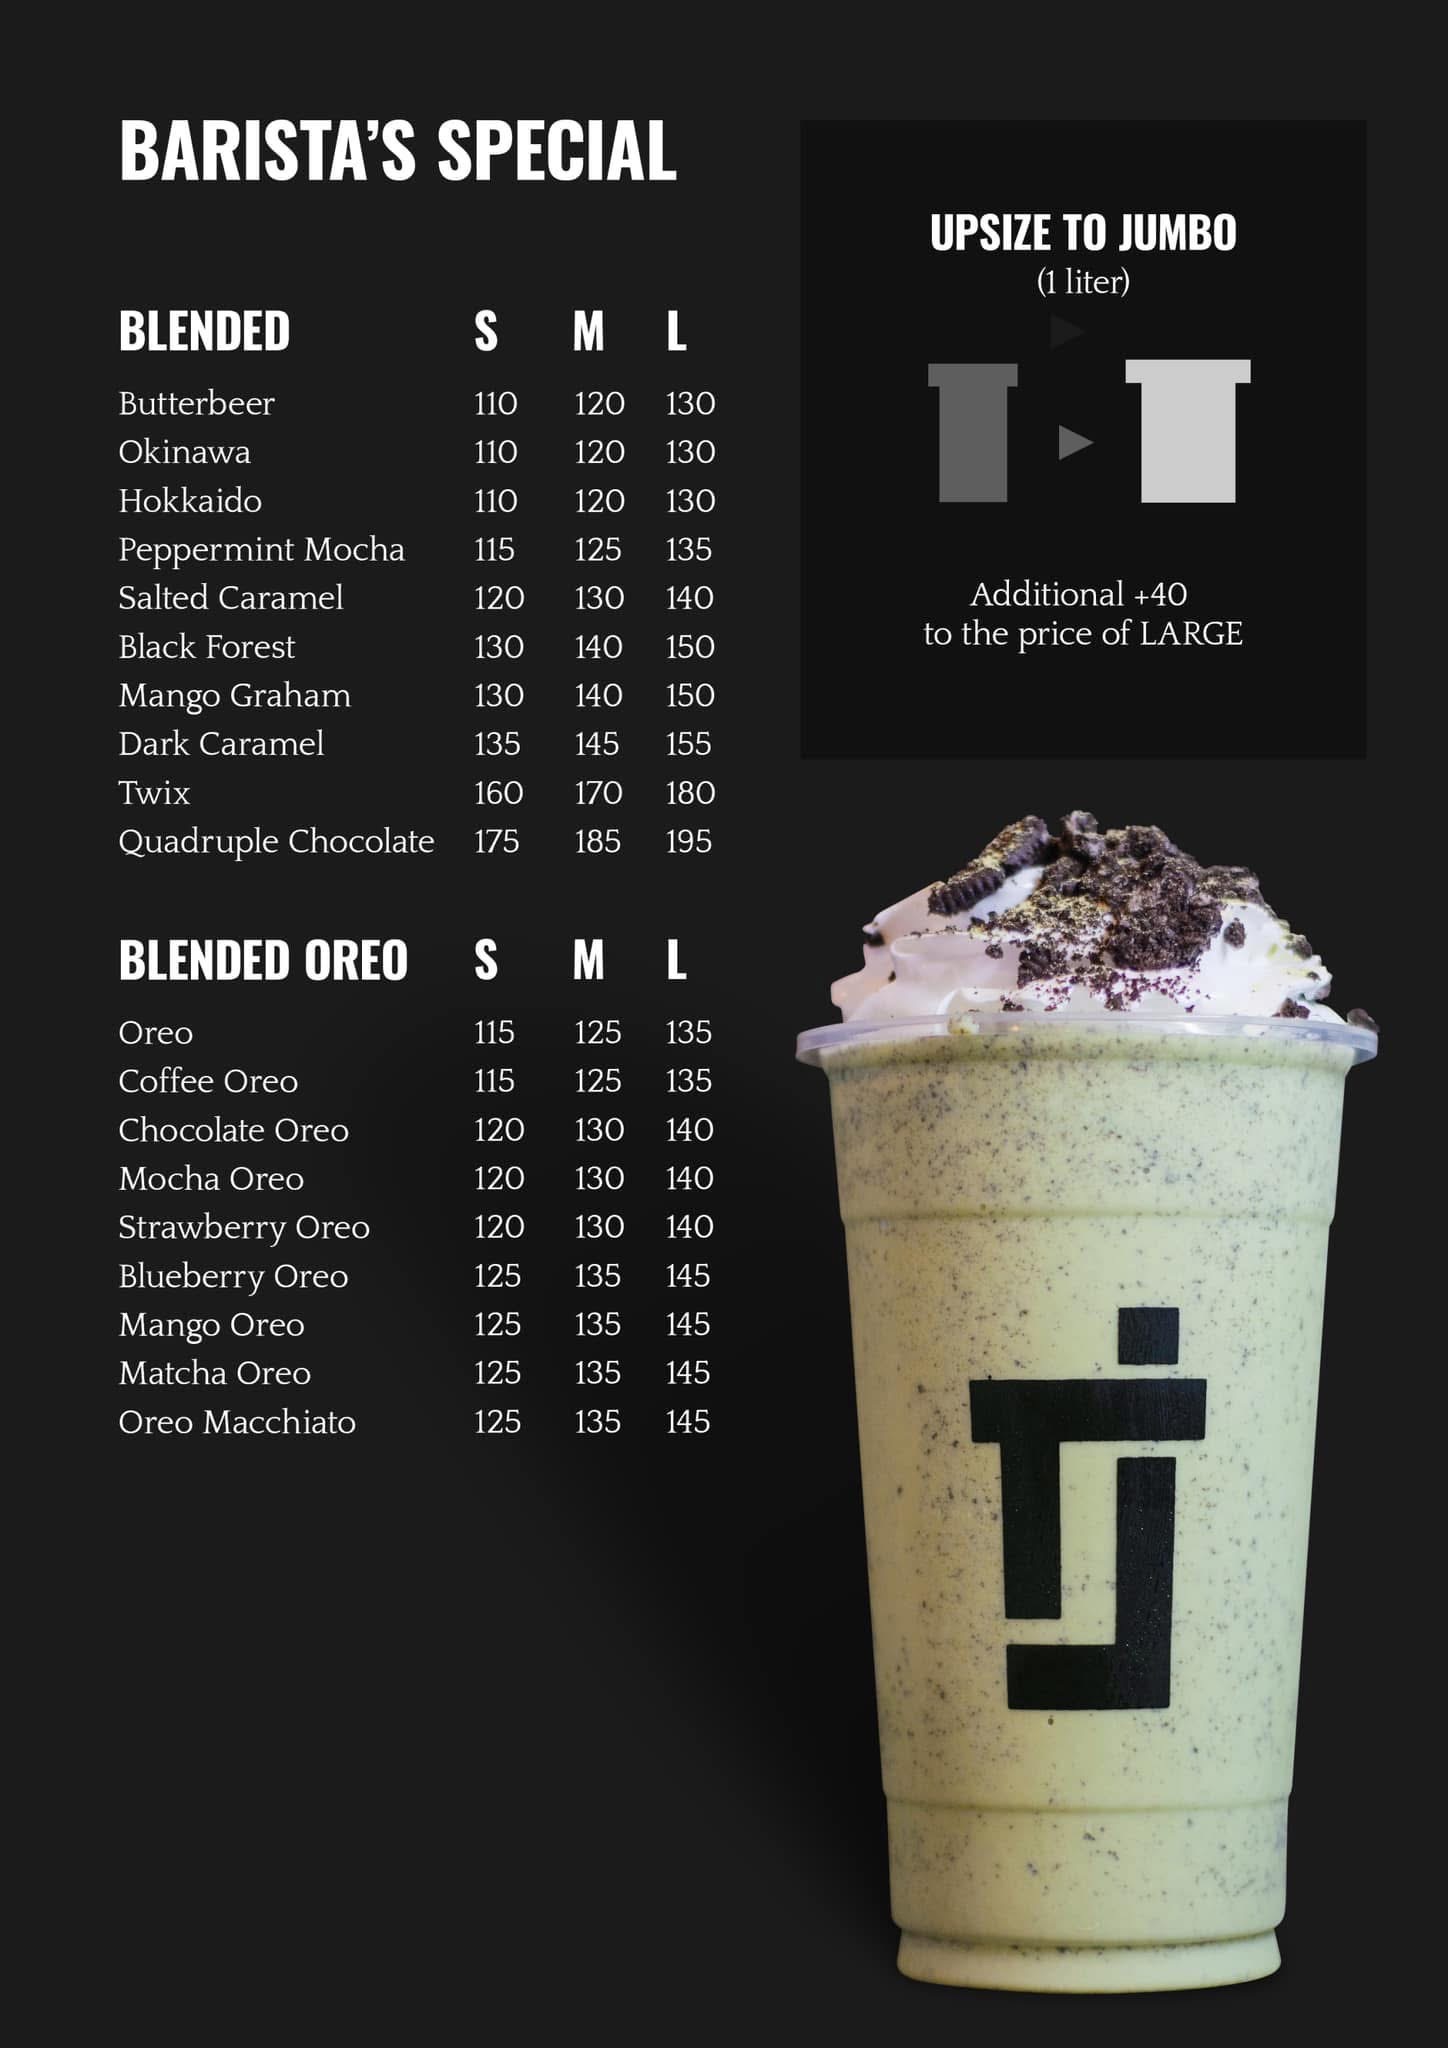 BARISTA’S SPECIAL
BLENDED S M L
Butterbeer 110 120 130
Okinawa 110 120 130
Hokkaido 110 120 130
Peppermint Mocha 115 125 135
Salted Caramel 120 130 140
Black Forest 130 140 150
Mango Graham 130 140 150
Dark Caramel 135 145 155
Twix 160 170 180
Quadruple Chocolate 175 185 195
BLENDED OREO S M L
Oreo 115 125 135
Coffee Oreo 115 125 135
Chocolate Oreo 120 130 140
Mocha Oreo 120 130 140
Strawberry Oreo 120 130 140
Blueberry Oreo 125 135 145
Mango Oreo 125 135 145
Matcha Oreo 125 135 145
Oreo Macchiato 125 135 145
UPSIZE TO JUMBO
(1 liter)
Additional +40
to the price of LARGE